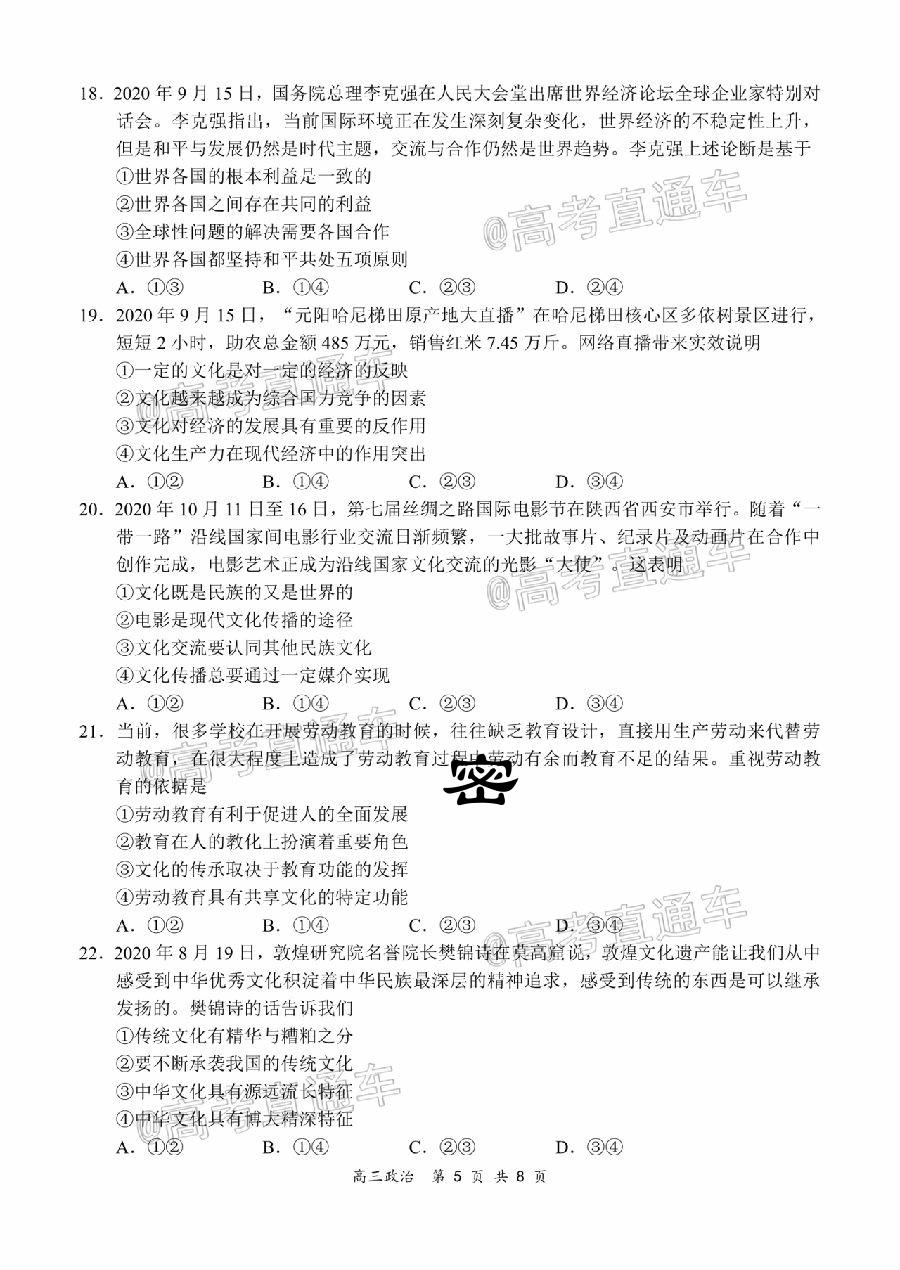 18．2020 年 9 月 15 日，国务院总理李克强在人民大会堂出席世界经济论坛全球企业家特别对
话会。李克强指出，当前国际环境正在发生深刻复杂变化，世界经济的不稳定性上升，
但是和平与发展仍然是时代主题，交流与合作仍然是世界趋势。李克强上述论断是基于
①世界各国的根本利益是一致的
②世界各国之间存在共同的利益
③全球性问题的解决需要各国合作
④世界各国都坚持和平共处五项原则
A．①③ B．①④ C．②③ D．②④
19．2020 年 9 月 15 日，“元阳哈尼梯田原产地大直播”在哈尼梯田核心区多依树景区进行，
短短 2 小时，助农总金额 485 万元，销售红米 7.45 万斤。网络直播带来实效说明
①一定的文化是对一定的经济的反映
②文化越来越成为综合国力竞争的因素
③文化对经济的发展具有重要的反作用
④文化生产力在现代经济中的作用突出
A．①② B．①④ C．②③ D．③④
20．2020 年 10 月 11 日至 16 日，第七届丝绸之路国际电影节在陕西省西安市举行。随着“一
带一路”沿线国家间电影行业交流日渐频繁，一大批故事片、纪录片及动画片在合作中
创作完成，电影艺术正成为沿线国家文化交流的光影“大使”。这表明
①文化既是民族的又是世界的
②电影是现代文化传播的途径
③文化交流要认同其他民族文化
④文化传播总要通过一定媒介实现
A．①② B．①④ C．②③ D．③④
21．当前，很多学校在开展劳动教育的时候，往往缺乏教育设计，直接用生产劳动来代替劳
动教育，在很大程度上造成了劳动教育过程中劳动有余而教育不足的结果。重视劳动教
育的依据是
①劳动教育有利于促进人的全面发展
②教育在人的教化上扮演着重要角色
③文化的传承取决于教育功能的发挥
④劳动教育具有共享文化的特定功能
A．①② B．①④ C．②③ D．③④
密
22．2020 年 8 月 19 日，敦煌研究院名誉院长樊锦诗在莫高窟说，敦煌文化遗产能让我们从中
感受到中华优秀文化积淀着中华民族最深层的精神追求，感受到传统的东西是可以继承
发扬的。樊锦诗的话告诉我们
①传统文化有精华与糟粕之分
②要不断承袭我国的传统文化
③中华文化具有源远流长特征
④中华文化具有博大精深特征
A．①② B．①④ C．②③ D．③④
高三政治 第 5 页 共 8 页
@高考直通车
@高考直通车
@高考直通车
@高考直通车
@高考直通车
@高考直通车